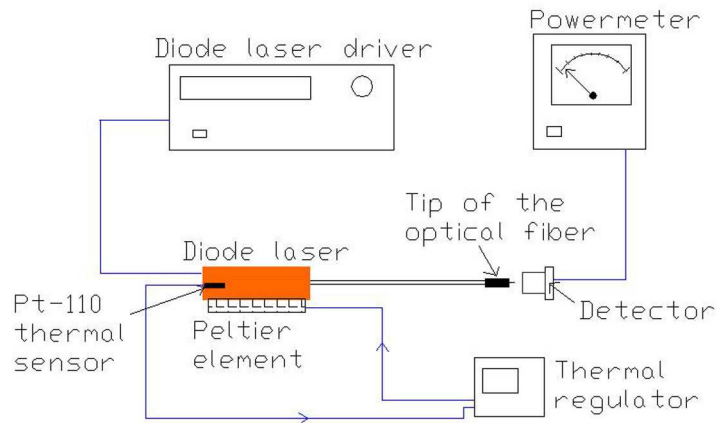 Powermeter
Diode laser driver
Tip of the
optical fiber
Diode laser
Pt-110
thermal
sensor
Peltier
element
Detector
Thermal
regulator